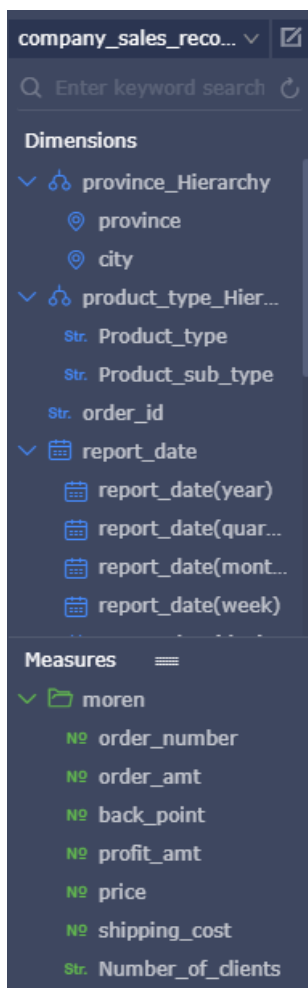 company_sales_reco...
Enter keyword search
Dimensions
province_Hierarchy
province
city
product_type_Hier...
Str. Product_type
Str. Product_sub_type
Str. order_id
report_date
report_date(year)
report_date(quar...
report_date(mont...
report_date(week)
Measures
moren
Nº order_number
Nº order_amt
Nº back_point
Nº profit_amt
Nº price
Nº shipping_cost
Str. Number_of_clients